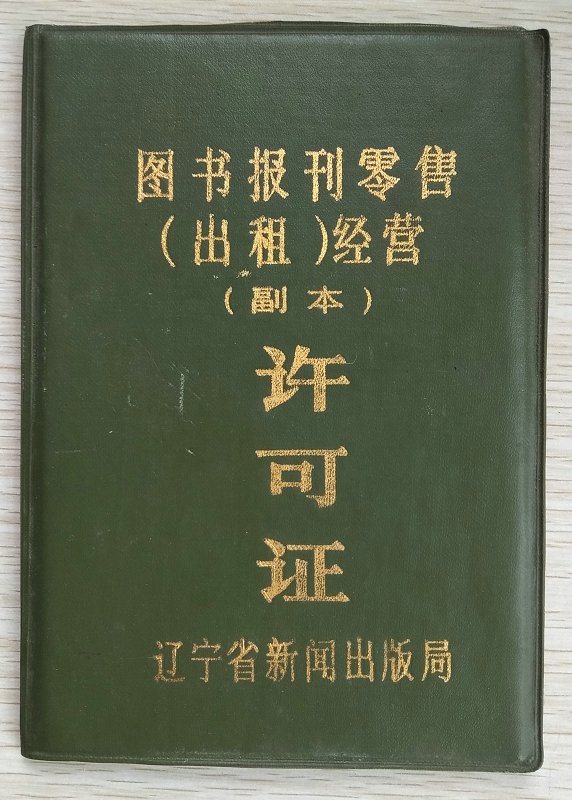 图书报刊零售
(出租)经营
(副本)
许
可
证
辽宁省新闻出版局